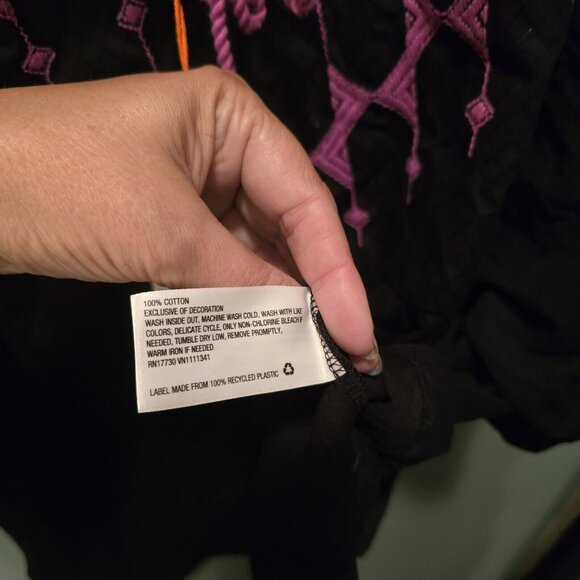 100% COTTON
EXCLUSIVE OF DECORATION
WASH INSIDE OUT, MACHINE WASH COLD, WASH WITH LIKE
COLORS, DELICATE CYCLE, ONLY NON-CHLORINE BLEACH IF
NEEDED, TUMBLE DRY LOW, REMOVE PROMPTLY,
WARM IRON IF NEEDED
RN17730 VN1111341
LABEL MADE FROM 100% RECYCLED PLASTIC